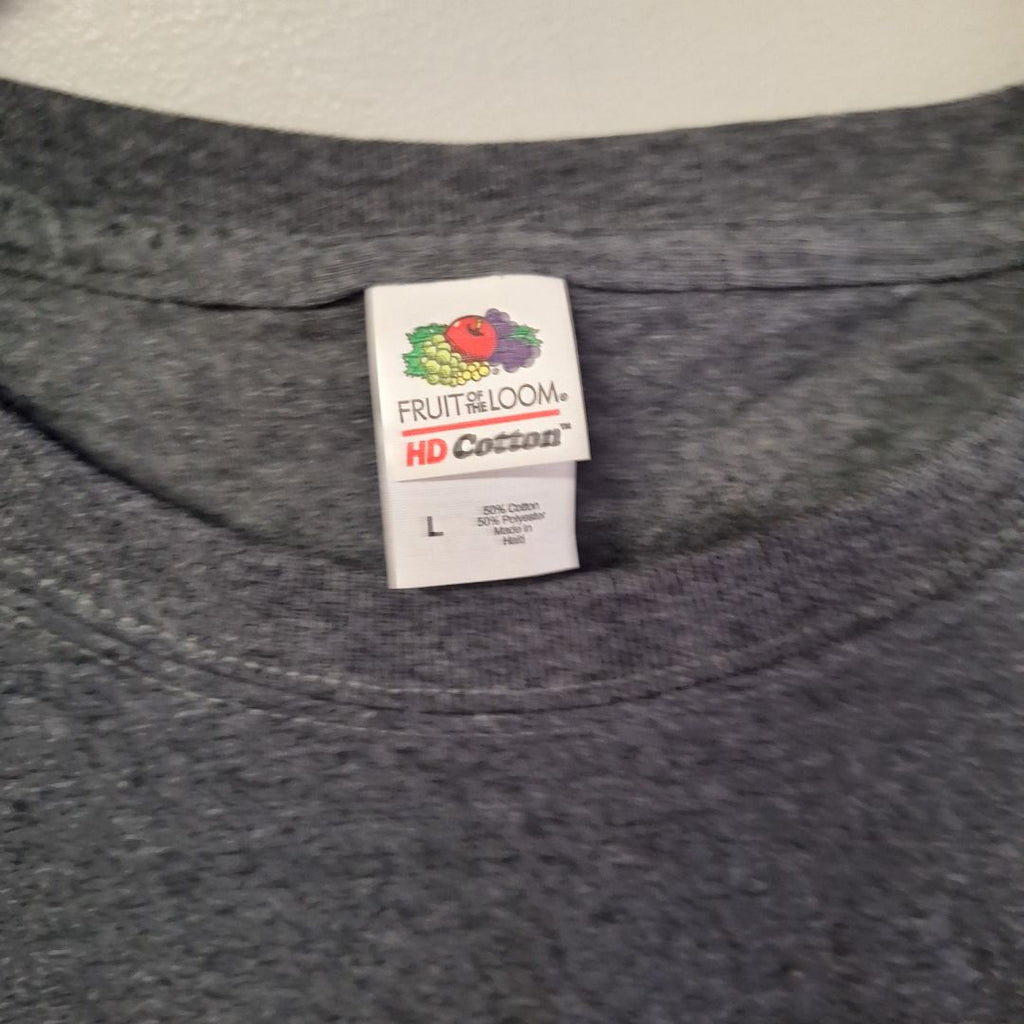 FRUIT OF THE LOOM®
HD Cotton™
L
50% Cotton
50% Polyester
Made in
Haiti